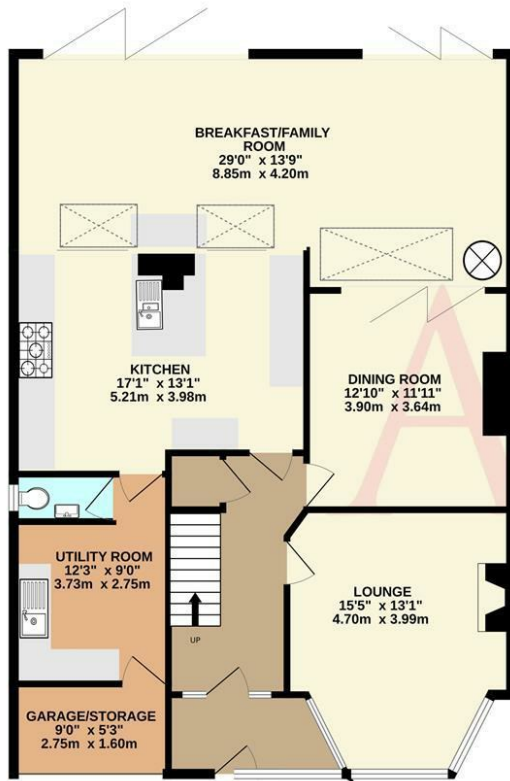 BREAKFAST/FAMILY
ROOM
29'0" x 13'9"
8.85m x 4.20m
KITCHEN
17'1" x 13'1"
5.21m x 3.98m
DINING ROOM
12'10" x 11'11"
3.90m x 3.64m
UTILITY ROOM
12'3" x 9'0"
3.73m x 2.75m
LOUNGE
15'5" x 13'1"
4.70m x 3.99m
UP
GARAGE/STORAGE
9'0" x 5'3"
2.75m x 1.60m
A